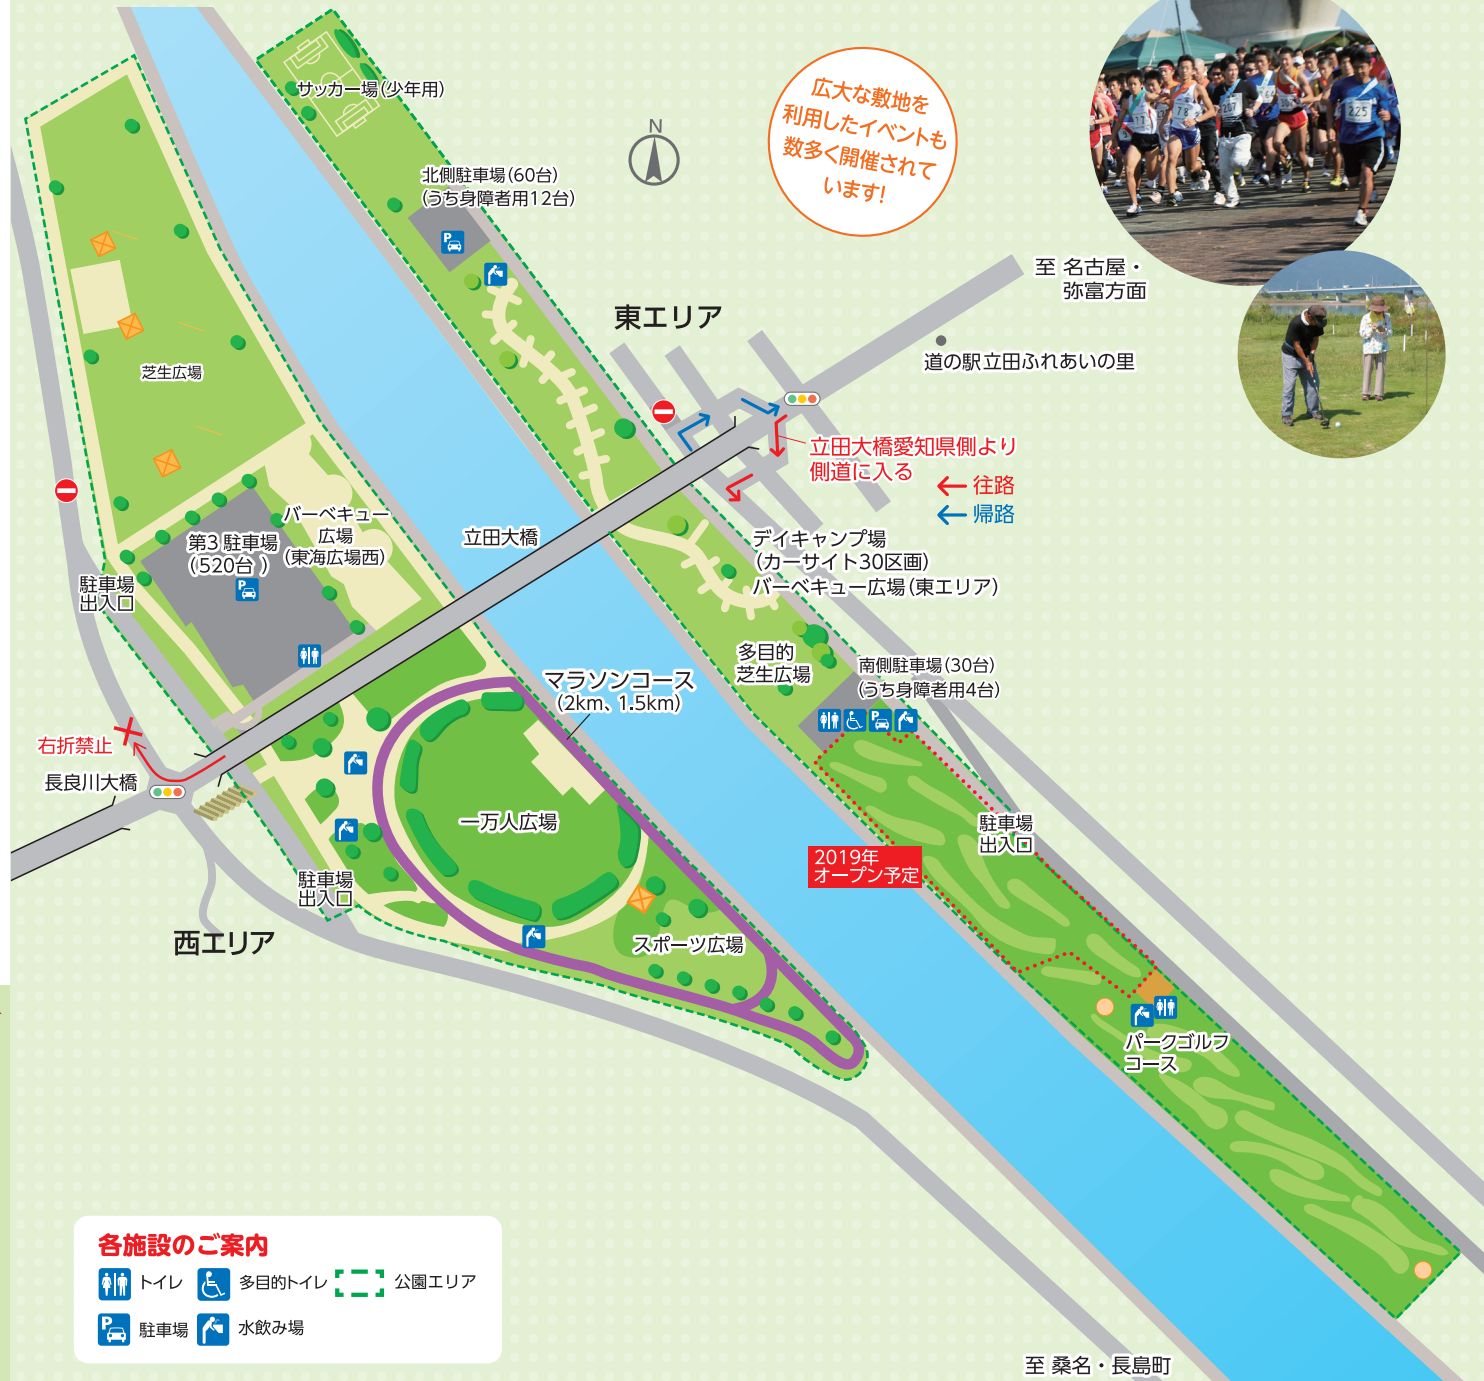 サッカー場(少年用)
広大な敷地を
利用したイベントも
数多く開催されて
います!
N
北側駐車場(60台)
(うち身障者用12台)
P
東エリア
至 名古屋・
弥富方面
道の駅立田ふれあいの里
芝生広場
立田大橋愛知県側より
側道に入る
← 往路
← 帰路
バーベキュー
広場
(東海広場西)
第3 駐車場
(520台 )
P
立田大橋
駐車場
出入口
デイキャンプ場
(カーサイト30区画)
バーベキュー広場(東エリア)
多目的
芝生広場
南側駐車場(30台)
(うち身障者用4台)
P
マラソンコース
(2km、1.5km)
右折禁止
長良川大橋
一万人広場
駐車場
出入口
2019年
オープン予定
駐車場
出入口
西エリア
スポーツ広場
パークゴルフ
コース
各施設のご案内
トイレ 多目的トイレ 公園エリア
P 駐車場 水飲み場
至 桑名・長島町
77
78
207
225